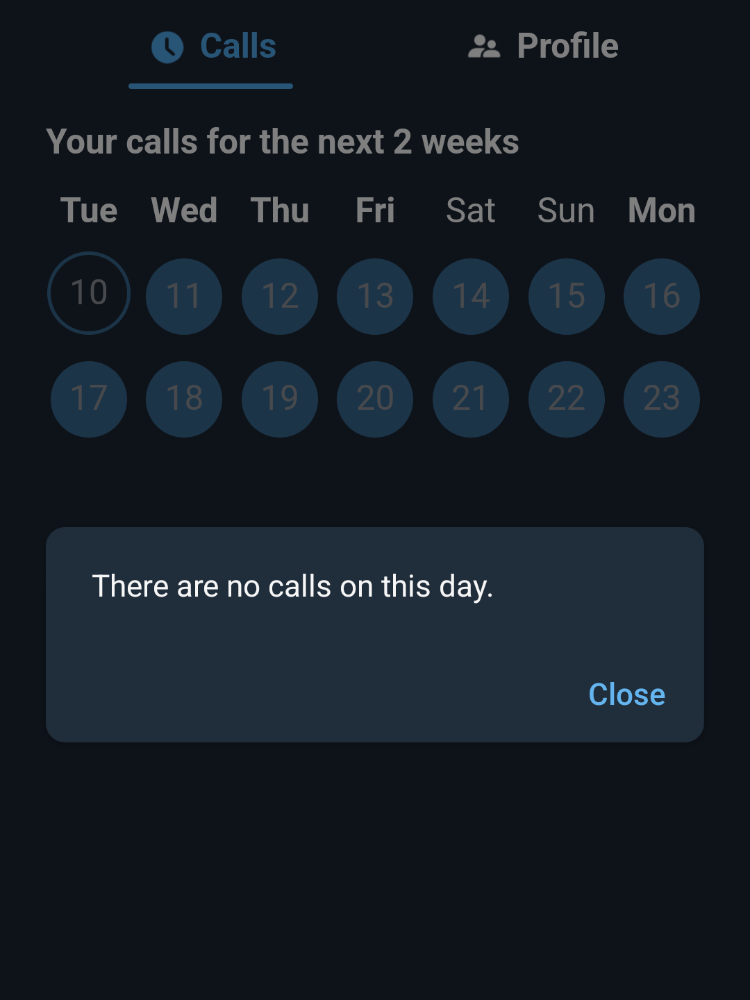 Calls Profile
Your calls for the next 2 weeks
Tue Wed Thu Fri Sat Sun Mon
10 11 12 13 14 15 16
17 18 19 20 21 22 23
There are no calls on this day.
Close